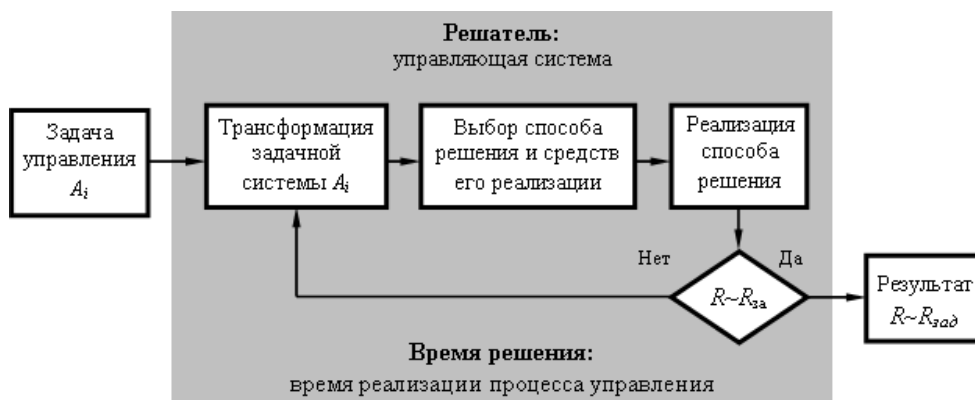 Решатель:
управляющая система
Задача
управления
Ai
Трансформация
задачной
системы Ai
Выбор способа
решения и средств
его реализации
Реализация
способа
решения
Нет
Да
R~Rза
Результат
R~Rзад
Время решения:
время реализации процесса управления